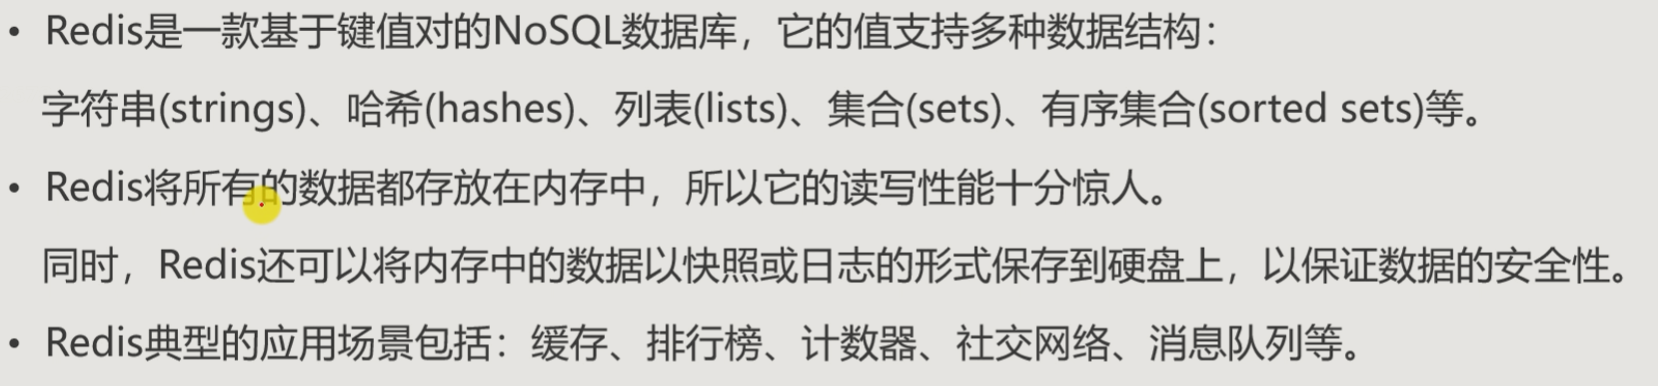 • Redis是一款基于键值对的NoSQL数据库，它的值支持多种数据结构：
字符串(strings)、哈希(hashes)、列表(lists)、集合(sets)、有序集合(sorted sets)等。
• Redis将所有的数据都存放在内存中，所以它的读写性能十分惊人。
同时，Redis还可以将内存中的数据以快照或日志的形式保存到硬盘上，以保证数据的安全性。
• Redis典型的应用场景包括：缓存、排行榜、计数器、社交网络、消息队列等。